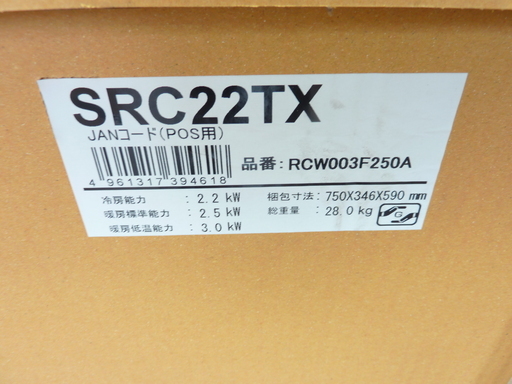 SRC22TX
JANコード(POS用)
4 961317 394618
品番: RCW003F250A
冷房能力 : 2.2 kW
暖房標準能力 : 2.5 kW
暖房低温能力 : 3.0 kW
梱包寸法: 750X346X590 mm
総重量 : 28.0 kg
G